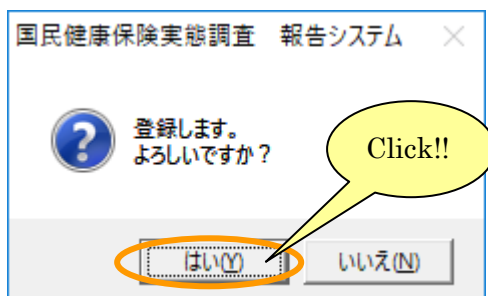 国民健康保険実態調査　報告システム
登録します。
よろしいですか？
Click!!
はい(Y)
いいえ(N)